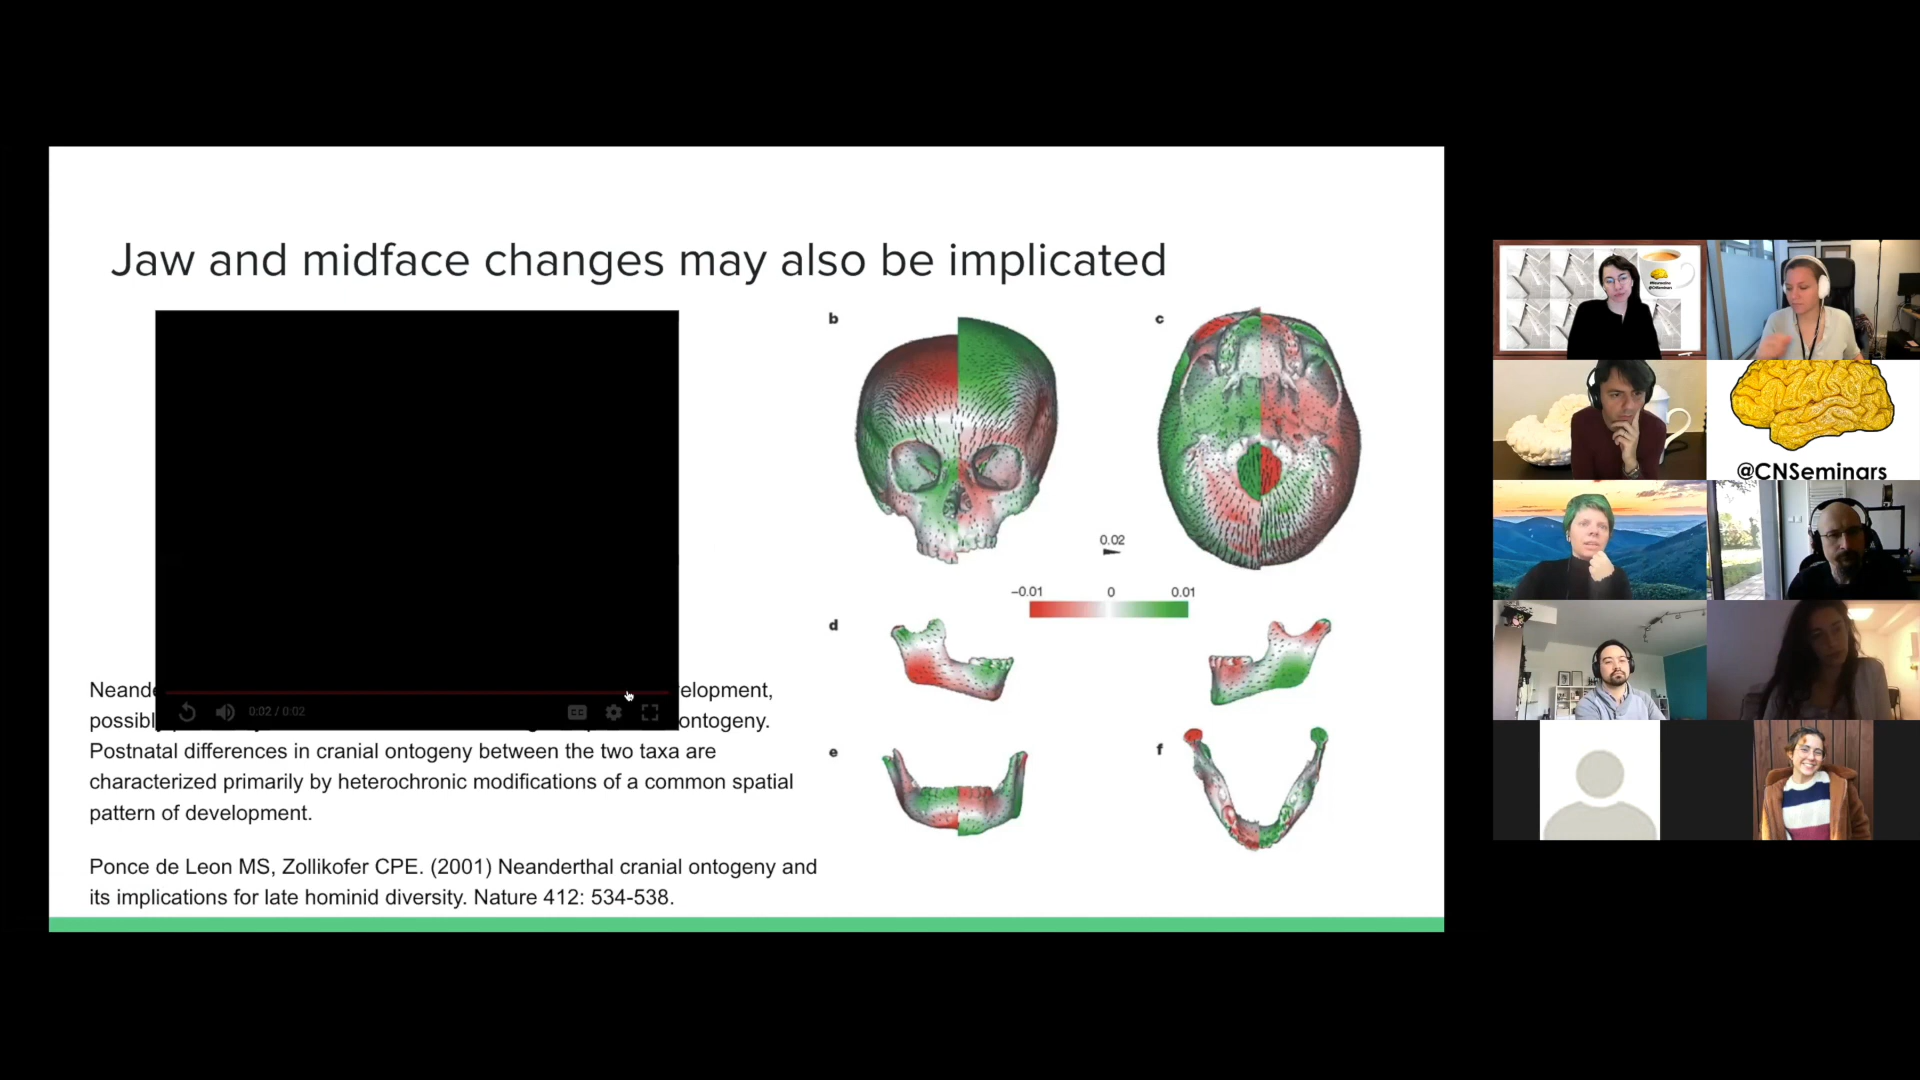 Jaw and midface changes may also be implicated
b
c
0.02
−0.01 0 0.01
d
e
f
0:02 / 0:02
CC
elopment,
ontogeny.
Postnatal differences in cranial ontogeny between the two taxa are
characterized primarily by heterochronic modifications of a common spatial
pattern of development.
Ponce de Leon MS, Zollikofer CPE. (2001) Neanderthal cranial ontogeny and
its implications for late hominid diversity. Nature 412: 534-538.
@CNSeminars